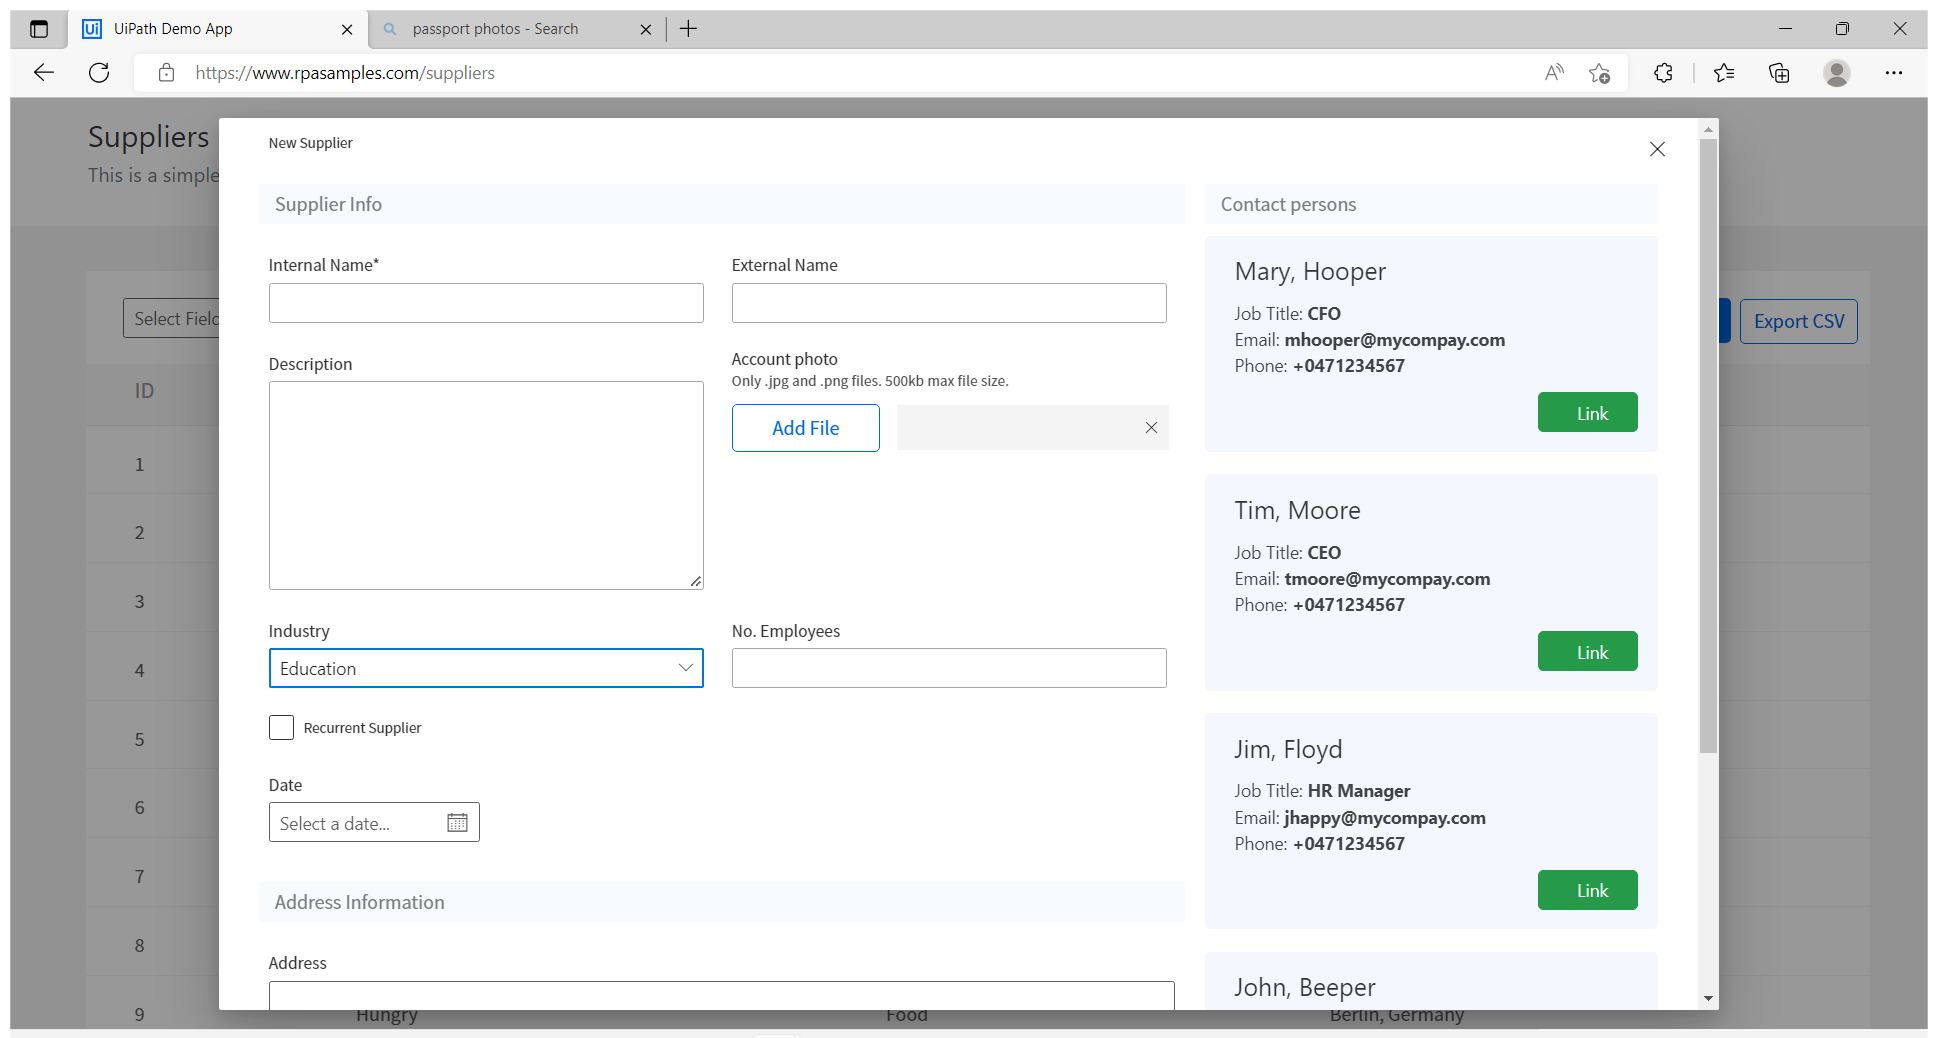 UiPath Demo App
passport photos - Search
https://www.rpasamples.com/suppliers
Suppliers
This is a simple
Select Field
Export CSV
ID
1
2
3
4
5
6
7
8
9
Hungry
Food
Berlin, Germany
New Supplier
Supplier Info
Internal Name*
External Name
Description
Account photo
Only .jpg and .png files. 500kb max file size.
Add File
Industry
Education
No. Employees
Recurrent Supplier
Date
Select a date...
Address Information
Address
Contact persons
Mary, Hooper
Job Title: CFO
Email: mhooper@mycompay.com
Phone: +0471234567
Link
Tim, Moore
Job Title: CEO
Email: tmoore@mycompay.com
Phone: +0471234567
Link
Jim, Floyd
Job Title: HR Manager
Email: jhappy@mycompay.com
Phone: +0471234567
Link
John, Beeper